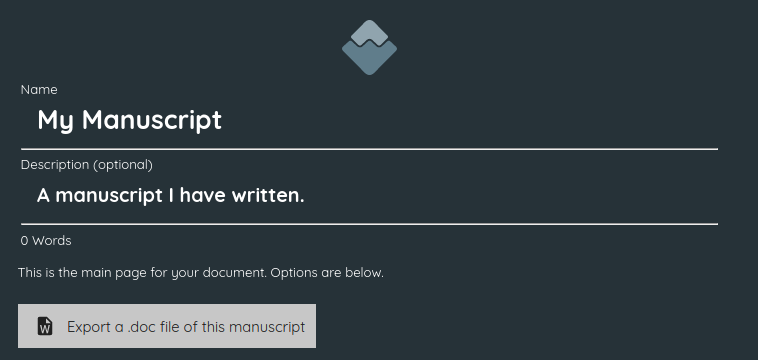 Name
My Manuscript
Description (optional)
A manuscript I have written.
0 Words
This is the main page for your document. Options are below.
W Export a .doc file of this manuscript